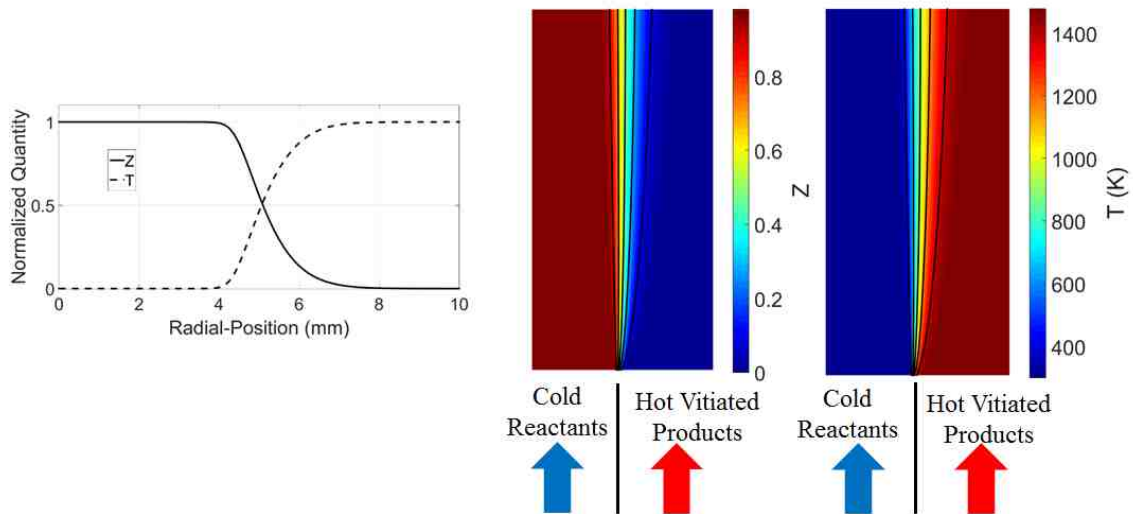 Normalized Quantity
1
0.5
0
Z
T
0
2
4
6
8
10
Radial-Position (mm)
0.8
0.6
0.4
0.2
0
Z
1400
1200
1000
800
600
400
T (K)
Cold
Reactants
Hot Vitiated
Products
Cold
Reactants
Hot Vitiated
Products